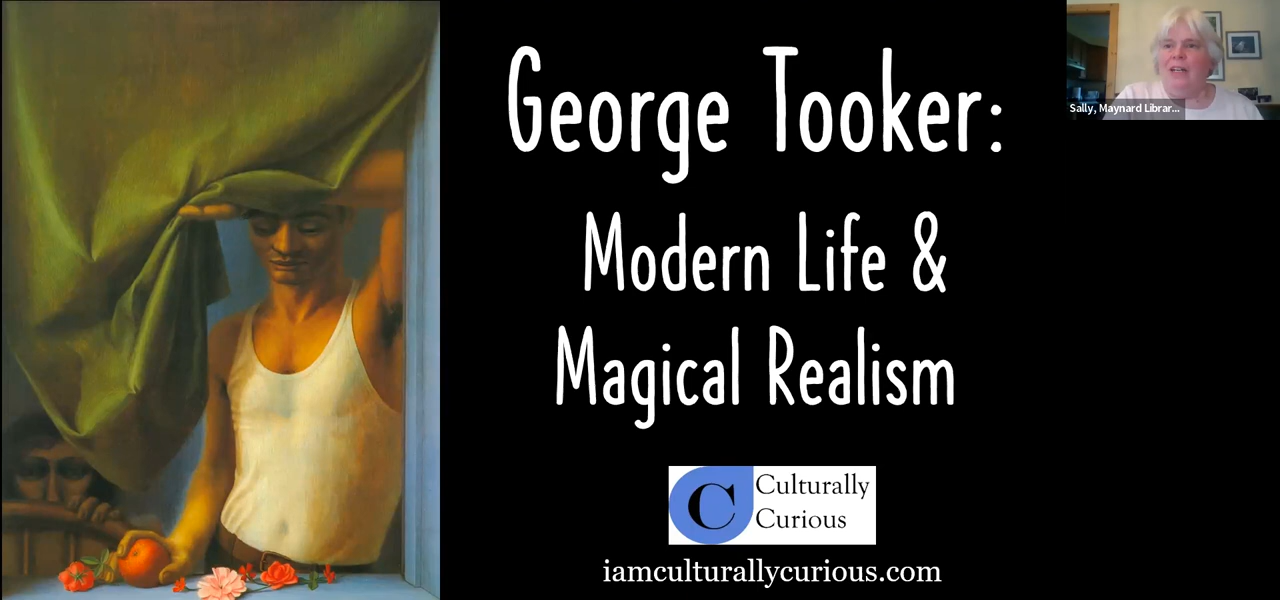 George Tooker:
Modern Life &
Magical Realism
C
Culturally
Curious
iamculturallycurious.com
Sally, Maynard Librar...